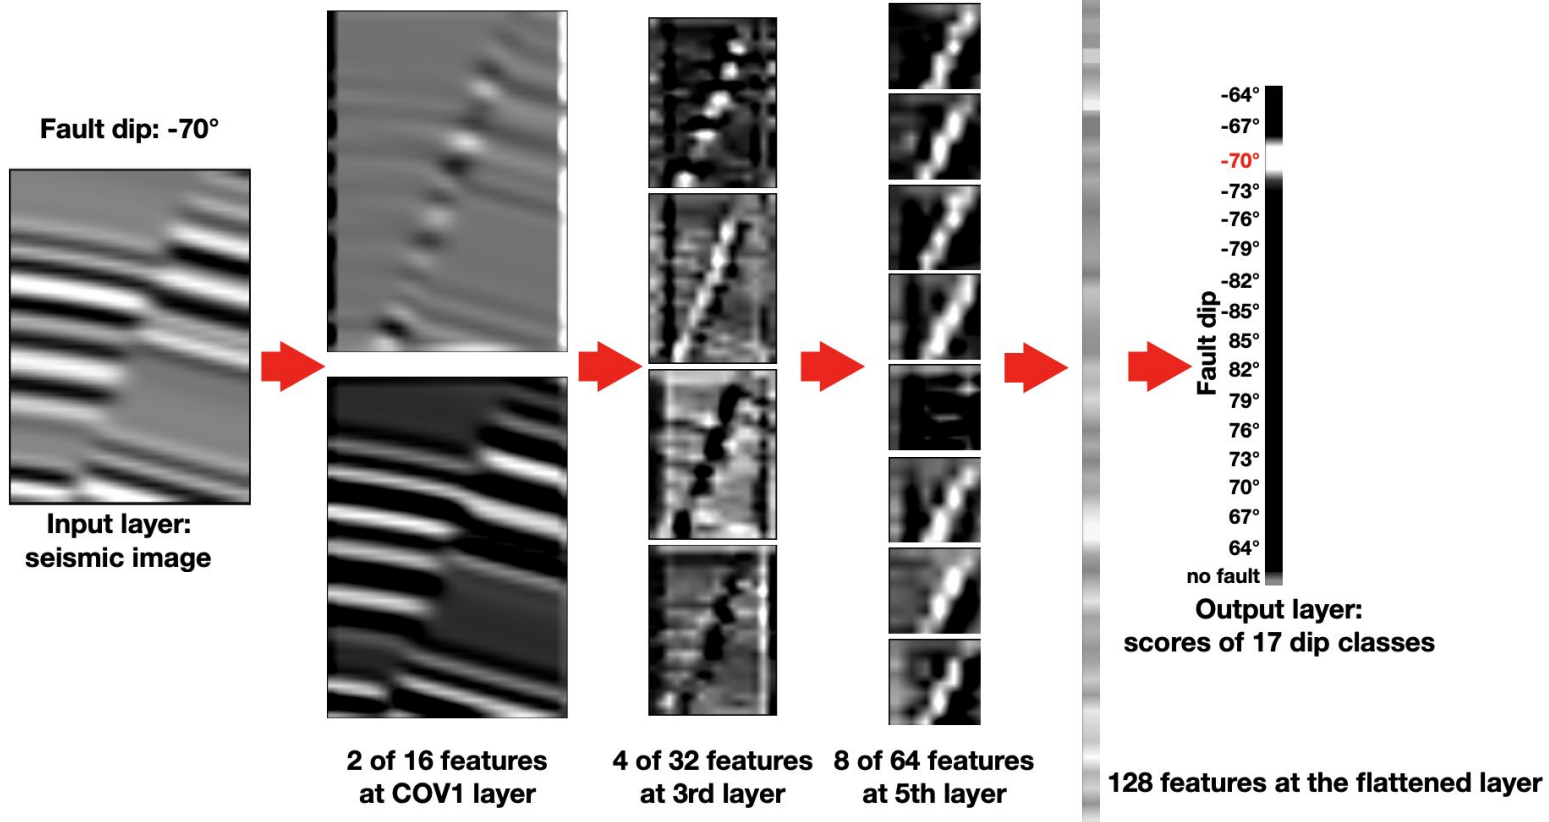 Fault dip: -70°
Input layer:
seismic image
2 of 16 features
at COV1 layer
4 of 32 features
at 3rd layer
8 of 64 features
at 5th layer
128 features at the flattened layer
Fault dip
-64°
-67°
-70°
-73°
-76°
-79°
-82°
-85°
85°
82°
79°
76°
73°
70°
67°
64°
no fault
Output layer:
scores of 17 dip classes